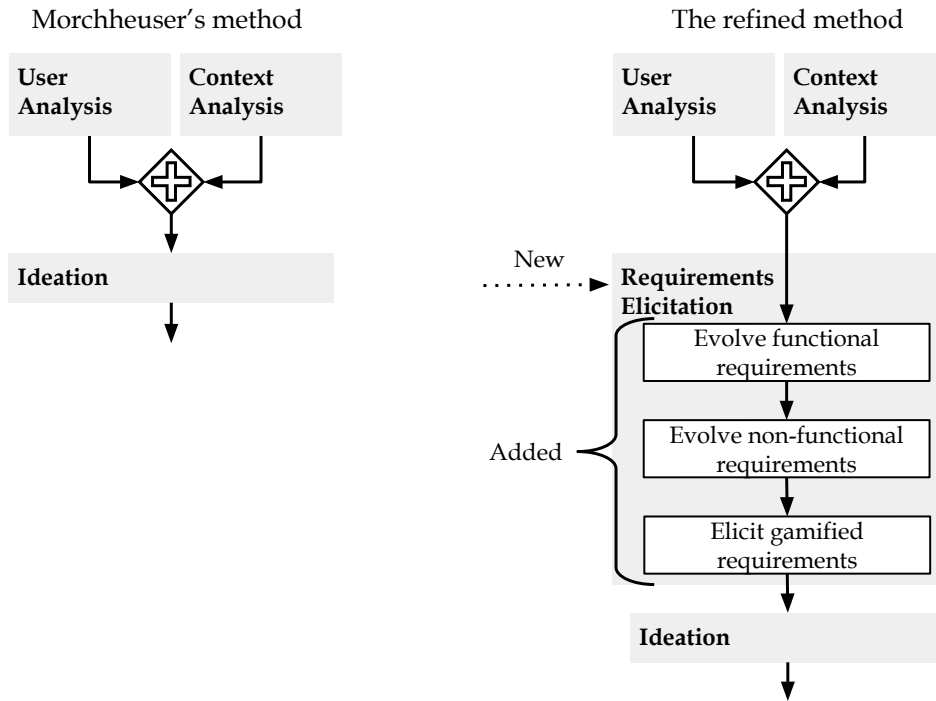 Morchheuser's method
User
Analysis
Context
Analysis
Ideation
The refined method
User
Analysis
Context
Analysis
New
Requirements
Elicitation
Evolve functional
requirements
Added
Evolve non-functional
requirements
Elicit gamified
requirements
Ideation